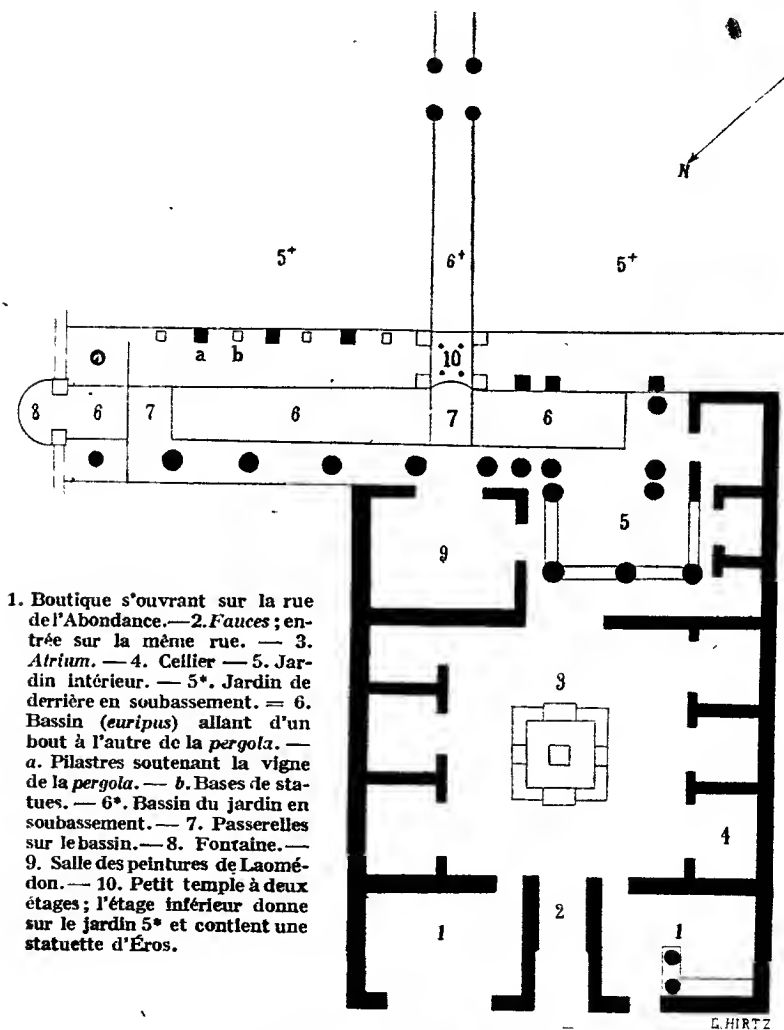 N
5+
6+
5+
a
b
10
8
6
7
6
7
6
9
5
3
4
1
2
1
1. Boutique s'ouvrant sur la rue
de l'Abondance.—2. Fauces ; en-
trée sur la même rue. — 3.
Atrium. — 4. Cellier — 5. Jar-
din intérieur. — 5*. Jardin de
derrière en soubassement. = 6.
Bassin (euripus) allant d'un
bout à l'autre de la pergola. —
a. Pilastres soutenant la vigne
de la pergola. — b. Bases de sta-
tues. — 6*. Bassin du jardin en
soubassement. — 7. Passerelles
sur le bassin. — 8. Fontaine. —
9. Salle des peintures de Laomé-
don. — 10. Petit temple à deux
étages ; l'étage inférieur donne
sur le jardin 5* et contient une
statuette d'Éros.
G. HIRTZ